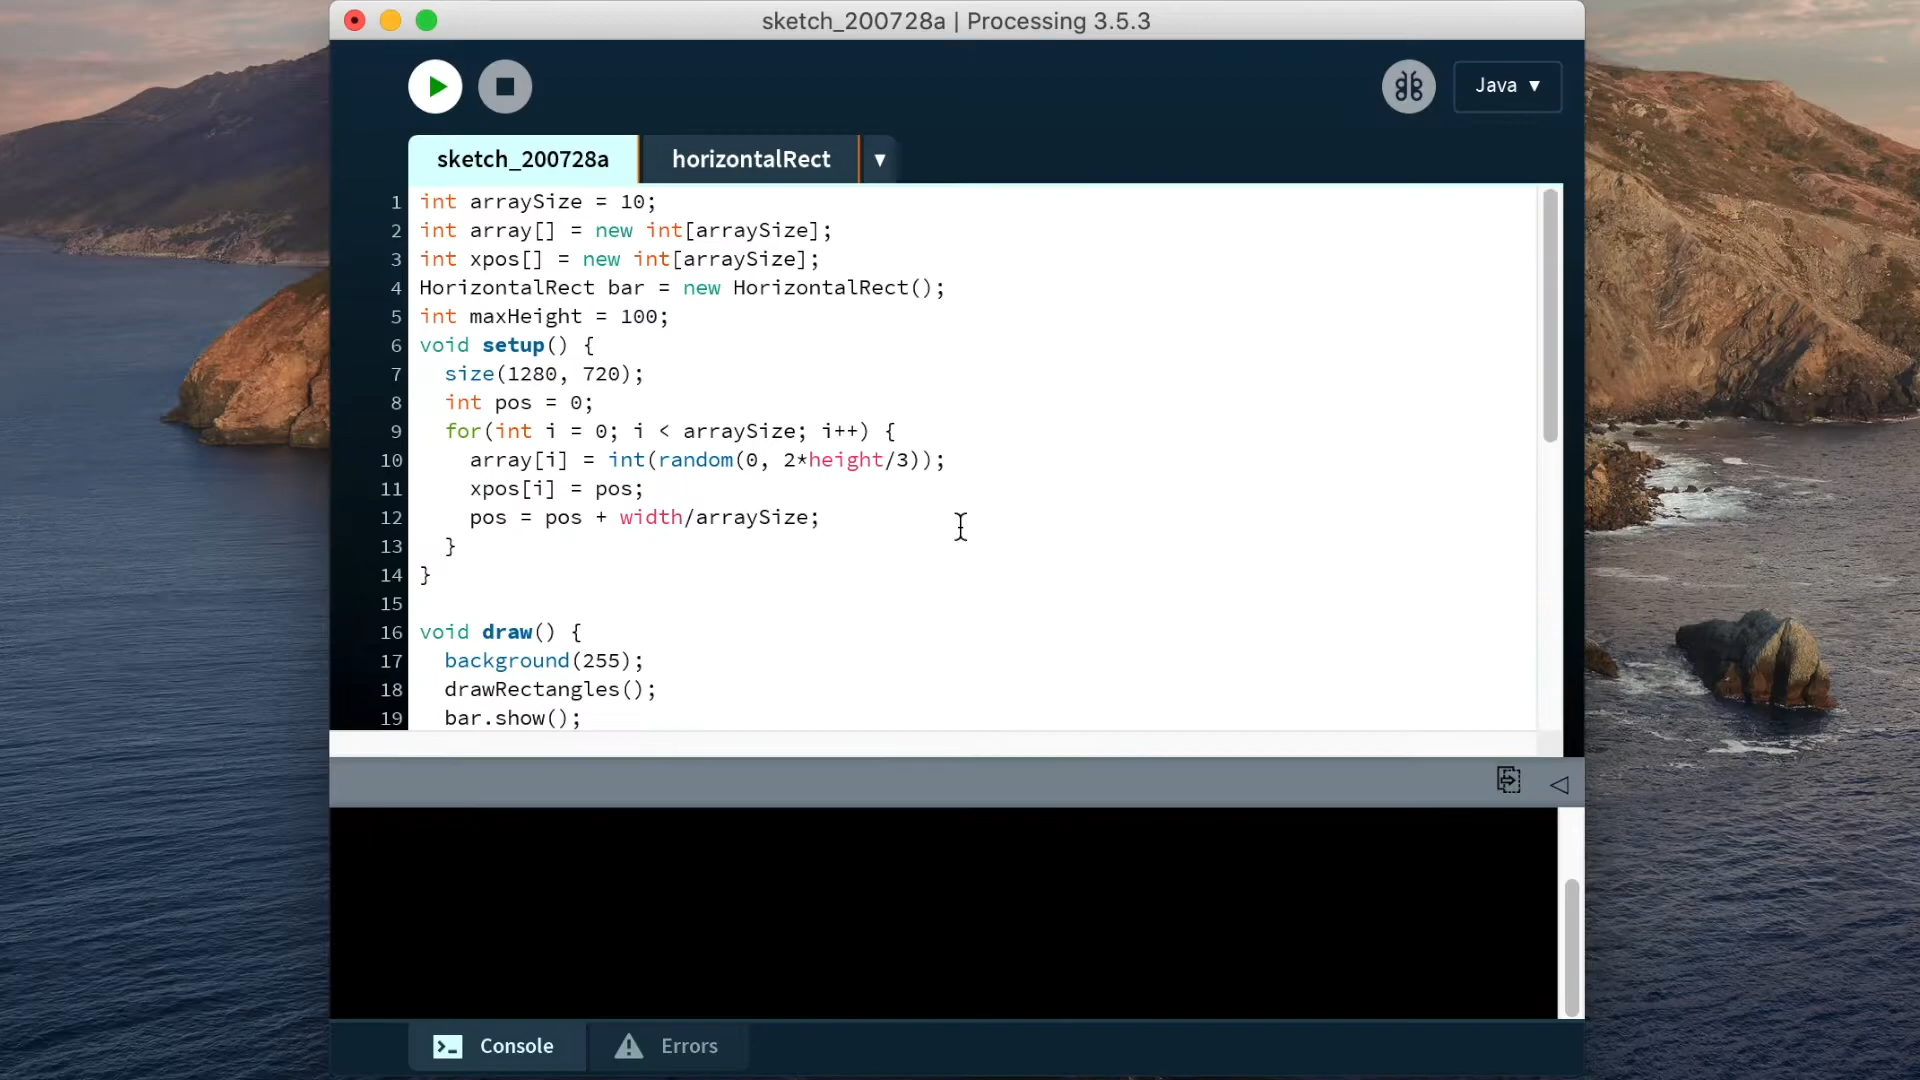 sketch_200728a | Processing 3.5.3
Java ▼
sketch_200728a
horizontalRect
▼
1 int arraySize = 10;
2 int array[] = new int[arraySize];
3 int xpos[] = new int[arraySize];
4 HorizontalRect bar = new HorizontalRect();
5 int maxHeight = 100;
6 void setup() {
7   size(1280, 720);
8   int pos = 0;
9   for(int i = 0; i < arraySize; i++) {
10     array[i] = int(random(0, 2*height/3));
11     xpos[i] = pos;
12     pos = pos + width/arraySize;
13   }
14 }
15
16 void draw() {
17   background(255);
18   drawRectangles();
19   bar.show();
Console
Errors